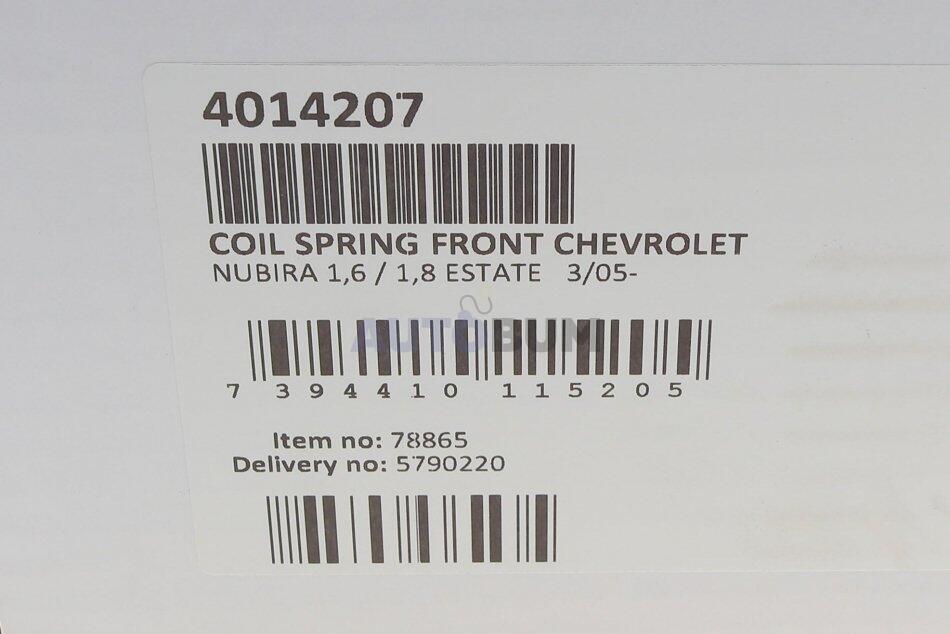 4014207
COIL SPRING FRONT CHEVROLET
NUBIRA 1,6 / 1,8 ESTATE 3/05-
AUTOBUM
7 394410 115205
Item no: 78865
Delivery no: 5790220